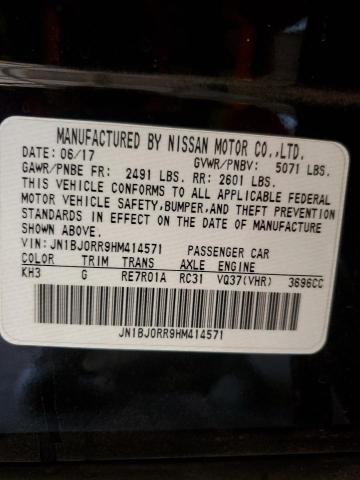 MANUFACTURED BY NISSAN MOTOR CO.,LTD.
DATE: 06/17 GVWR/PNBV: 5071 LBS.
GAWR/PNBE FR: 2491 LBS. RR: 2601 LBS.
THIS VEHICLE CONFORMS TO ALL APPLICABLE FEDERAL
MOTOR VEHICLE SAFETY,BUMPER,AND THEFT PREVENTION
STANDARDS IN EFFECT ON THE DATE OF MANUFACTURE
SHOWN ABOVE.
VIN: JN1BJ0RR9HM414571 PASSENGER CAR
COLOR TRIM TRANS AXLE ENGINE
KH3 G RE7R01A RC31 VQ37(VHR) 3696CC
JN1BJ0RR9HM414571